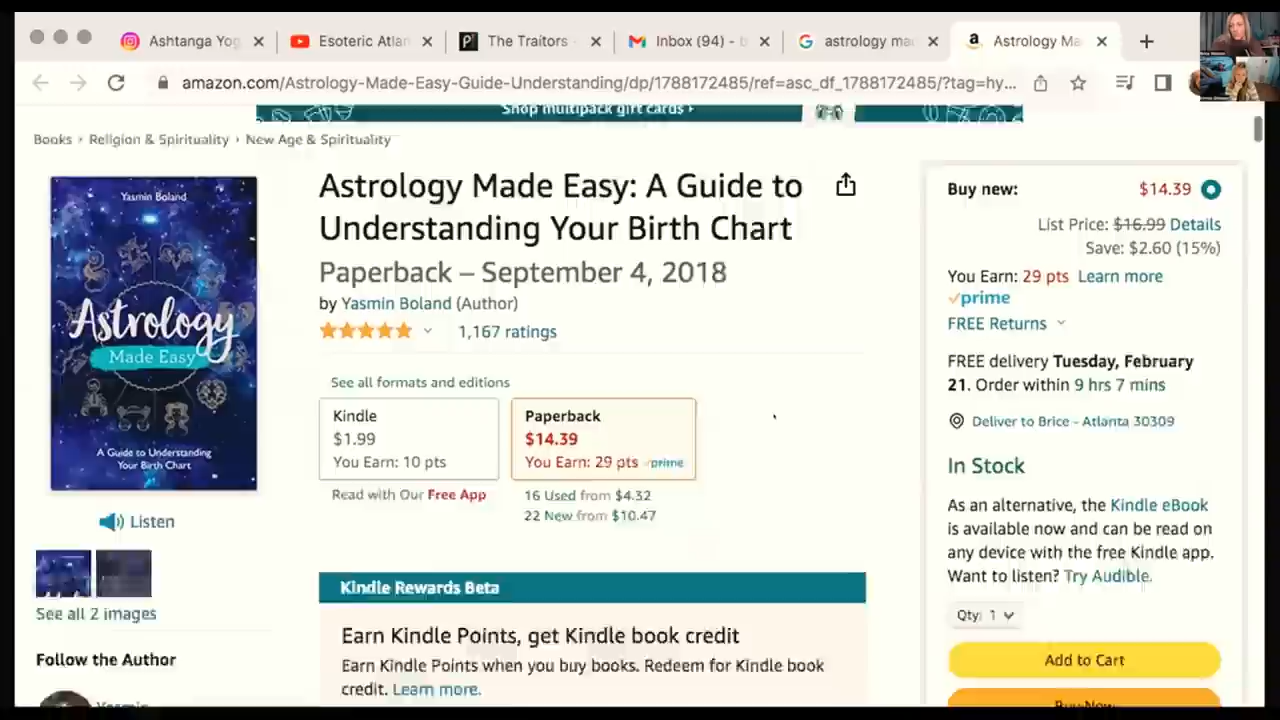 Ashtanga Yog
Esoteric Atlan
The Traitors -
Inbox (94) - b
astrology mad
Astrology Ma
amazon.com/Astrology-Made-Easy-Guide-Understanding/dp/1788172485/ref=asc_df_1788172485/?tag=hy...
Shop multipack gift cards ›
Books › Religion & Spirituality › New Age & Spirituality
Yasmin Boland
Astrology
Made Easy
A Guide to Understanding
Your Birth Chart
Listen
See all 2 images
Follow the Author
Astrology Made Easy: A Guide to
Understanding Your Birth Chart
Paperback – September 4, 2018
by Yasmin Boland (Author)
1,167 ratings
See all formats and editions
Kindle
$1.99
You Earn: 10 pts
Read with Our Free App
Paperback
$14.39
You Earn: 29 pts prime
16 Used from $4.32
22 New from $10.47
Kindle Rewards Beta
Earn Kindle Points, get Kindle book credit
Earn Kindle Points when you buy books. Redeem for Kindle book
credit. Learn more.
Buy new: $14.39
List Price: $16.99 Details
Save: $2.60 (15%)
You Earn: 29 pts Learn more
prime
FREE Returns
FREE delivery Tuesday, February
21. Order within 9 hrs 7 mins
Deliver to Brice - Atlanta 30309
In Stock
As an alternative, the Kindle eBook
is available now and can be read on
any device with the free Kindle app.
Want to listen? Try Audible.
Qty: 1
Add to Cart
Buy Now